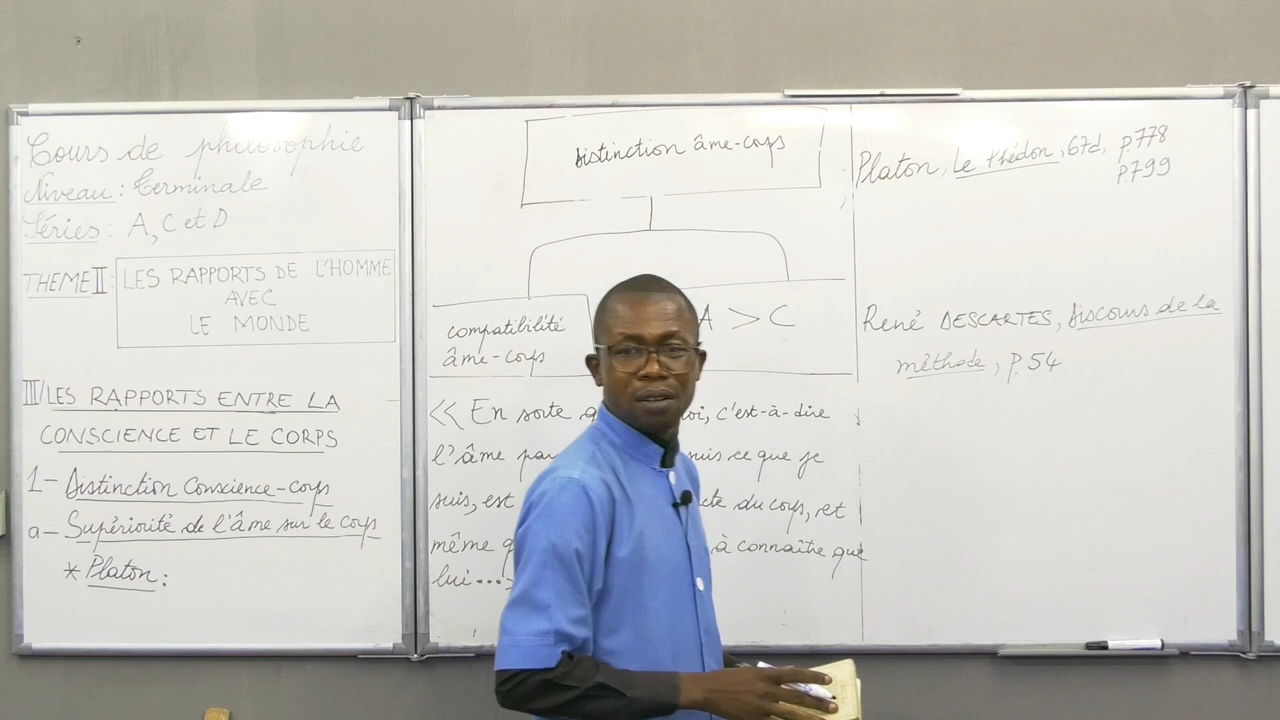 Cours de philosophie
Niveau : Terminale
Séries : A, C et D
THEME II :
LES RAPPORTS DE L'HOMME
AVEC
LE MONDE
III/ LES RAPPORTS ENTRE LA
CONSCIENCE ET LE CORPS
1- Distinction Conscience-corps
a- Supériorité de l'âme sur le corps
* Platon :
Distinction âme-corps
compatibilité
âme-corps
A > C
<< En sorte oi, c'est-à-dire
l'âme par uis ce que je
suis, est cte du corps, et
même q à connaître que
lui...
Platon, Le Phédon, 67d, p.778
P.799
René DESCARTES, Discours de la
méthode, p.54